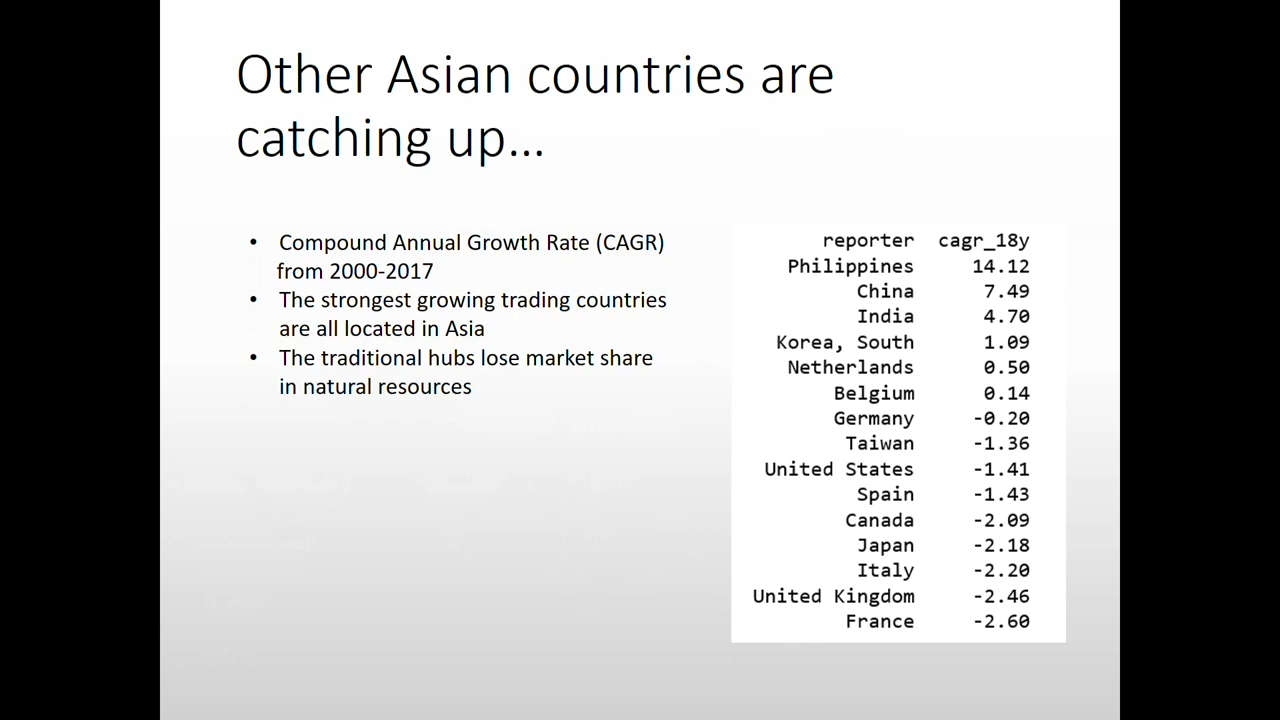 Other Asian countries are
catching up...
• Compound Annual Growth Rate (CAGR)
from 2000-2017
• The strongest growing trading countries
are all located in Asia
• The traditional hubs lose market share
in natural resources
reporter cagr_18y
Philippines 14.12
China 7.49
India 4.70
Korea, South 1.09
Netherlands 0.50
Belgium 0.14
Germany -0.20
Taiwan -1.36
United States -1.41
Spain -1.43
Canada -2.09
Japan -2.18
Italy -2.20
United Kingdom -2.46
France -2.60